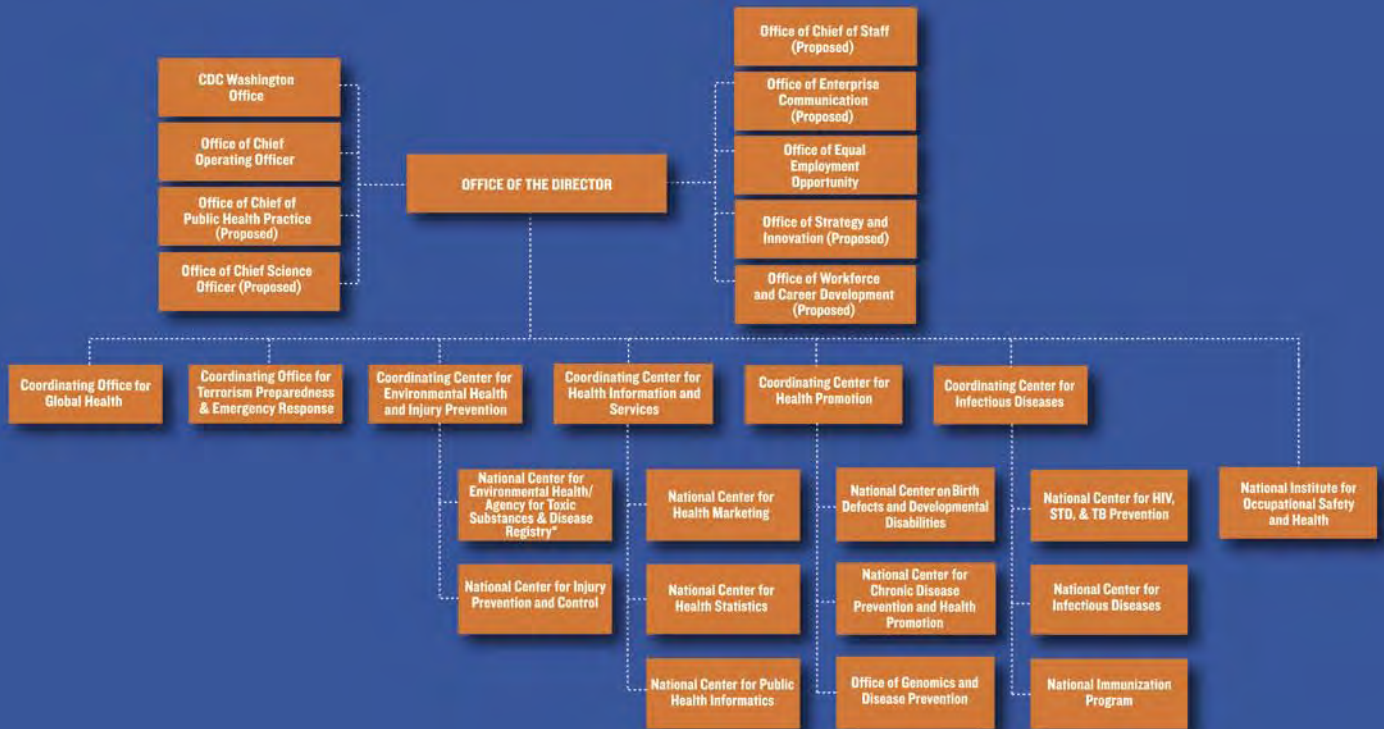 Office of Chief of Staff
(Proposed)
CDC Washington
Office
Office of Enterprise
Communication
(Proposed)
Office of Chief
Operating Officer
Office of Equal
Employment
Opportunity
OFFICE OF THE DIRECTOR
Office of Chief of
Public Health Practice
(Proposed)
Office of Strategy and
Innovation (Proposed)
Office of Chief Science
Officer (Proposed)
Office of Workforce
and Career Development
(Proposed)
Coordinating Office for
Global Health
Coordinating Office for
Terrorism Preparedness
& Emergency Response
Coordinating Center for
Environmental Health
and Injury Prevention
Coordinating Center for
Health Information and
Services
Coordinating Center for
Health Promotion
Coordinating Center for
Infectious Diseases
National Center for
Environmental Health/
Agency for Toxic
Substances & Disease
Registry*
National Center for
Health Marketing
National Center on Birth
Defects and Developmental
Disabilities
National Center for HIV,
STD, & TB Prevention
National Institute for
Occupational Safety
and Health
National Center for Injury
Prevention and Control
National Center for
Health Statistics
National Center for
Chronic Disease
Prevention and Health
Promotion
National Center for
Infectious Diseases
National Center for Public
Health Informatics
Office of Genomics and
Disease Prevention
National Immunization
Program